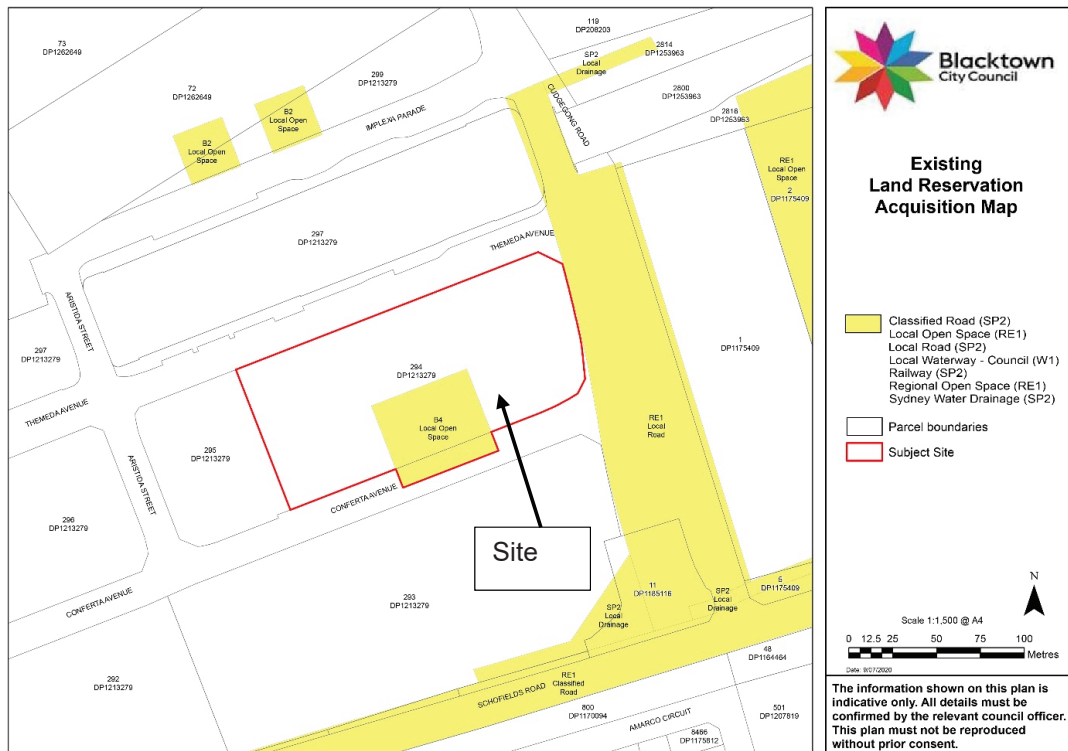 73
DP1262649
72
DP1262649
299
DP1213279
119
DP208203
2814
DP1253963
SP2
Local
Drainage
2800
DP1253963
2816
DP1253963
CUDGEGONG ROAD
IMPLEXA PARADE
B2
Local Open
Space
B2
Local Open
Space
RE1
Local Open
Space
2
DP1175409
297
DP1213279
THEMEDA AVENUE
ARISTIDA STREET
297
DP1213279
THEMEDA AVENUE
294
DP1213279
1
DP1175409
B4
Local Open
Space
RE1
Local
Road
295
DP1213279
ARISTIDA STREET
CONFERTA AVENUE
296
DP1213279
Site
CONFERTA AVENUE
293
DP1213279
11
DP1185116
5
DP1175409
SP2
Local
Drainage
SP2
Local
Drainage
292
DP1213279
RE1
Classified
Road
SCHOFIELDS ROAD
48
DP1164464
800
DP1170094
AMARCO CIRCUIT
501
DP1207819
5466
DP1175812
Blacktown
City Council
Existing
Land Reservation
Acquisition Map
Classified Road (SP2)
Local Open Space (RE1)
Local Road (SP2)
Local Waterway - Council (W1)
Railway (SP2)
Regional Open Space (RE1)
Sydney Water Drainage (SP2)
Parcel boundaries
Subject Site
N
Scale 1:1,500 @ A4
0 12.5 25 50 75 100
Metres
Date: 9/07/2020
The information shown on this plan is
indicative only. All details must be
confirmed by the relevant council officer.
This plan must not be reproduced
without prior consent.